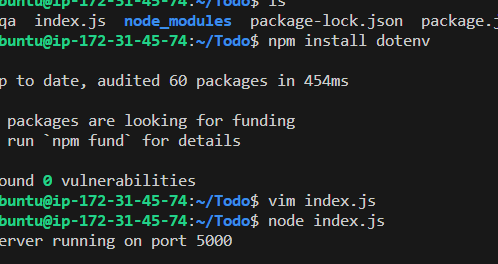 buntu@ip-172-31-45-74:~/Todo$ ls
qa index.js node_modules package-lock.json package.j
buntu@ip-172-31-45-74:~/Todo$ npm install dotenv
p to date, audited 60 packages in 454ms
packages are looking for funding
run `npm fund` for details
ound 0 vulnerabilities
buntu@ip-172-31-45-74:~/Todo$ vim index.js
buntu@ip-172-31-45-74:~/Todo$ node index.js
erver running on port 5000